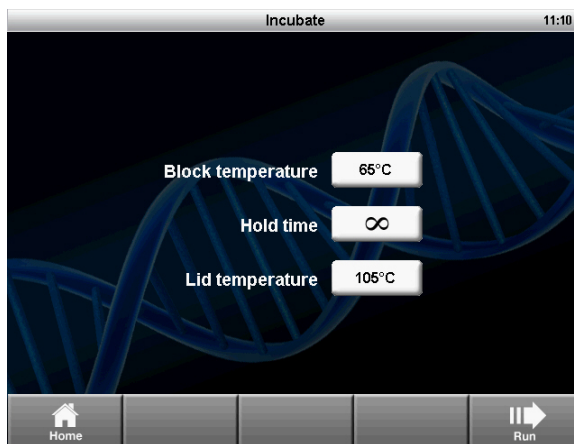 Incubate 11:10
Block temperature 65°C
Hold time ∞
Lid temperature 105°C
Home Run